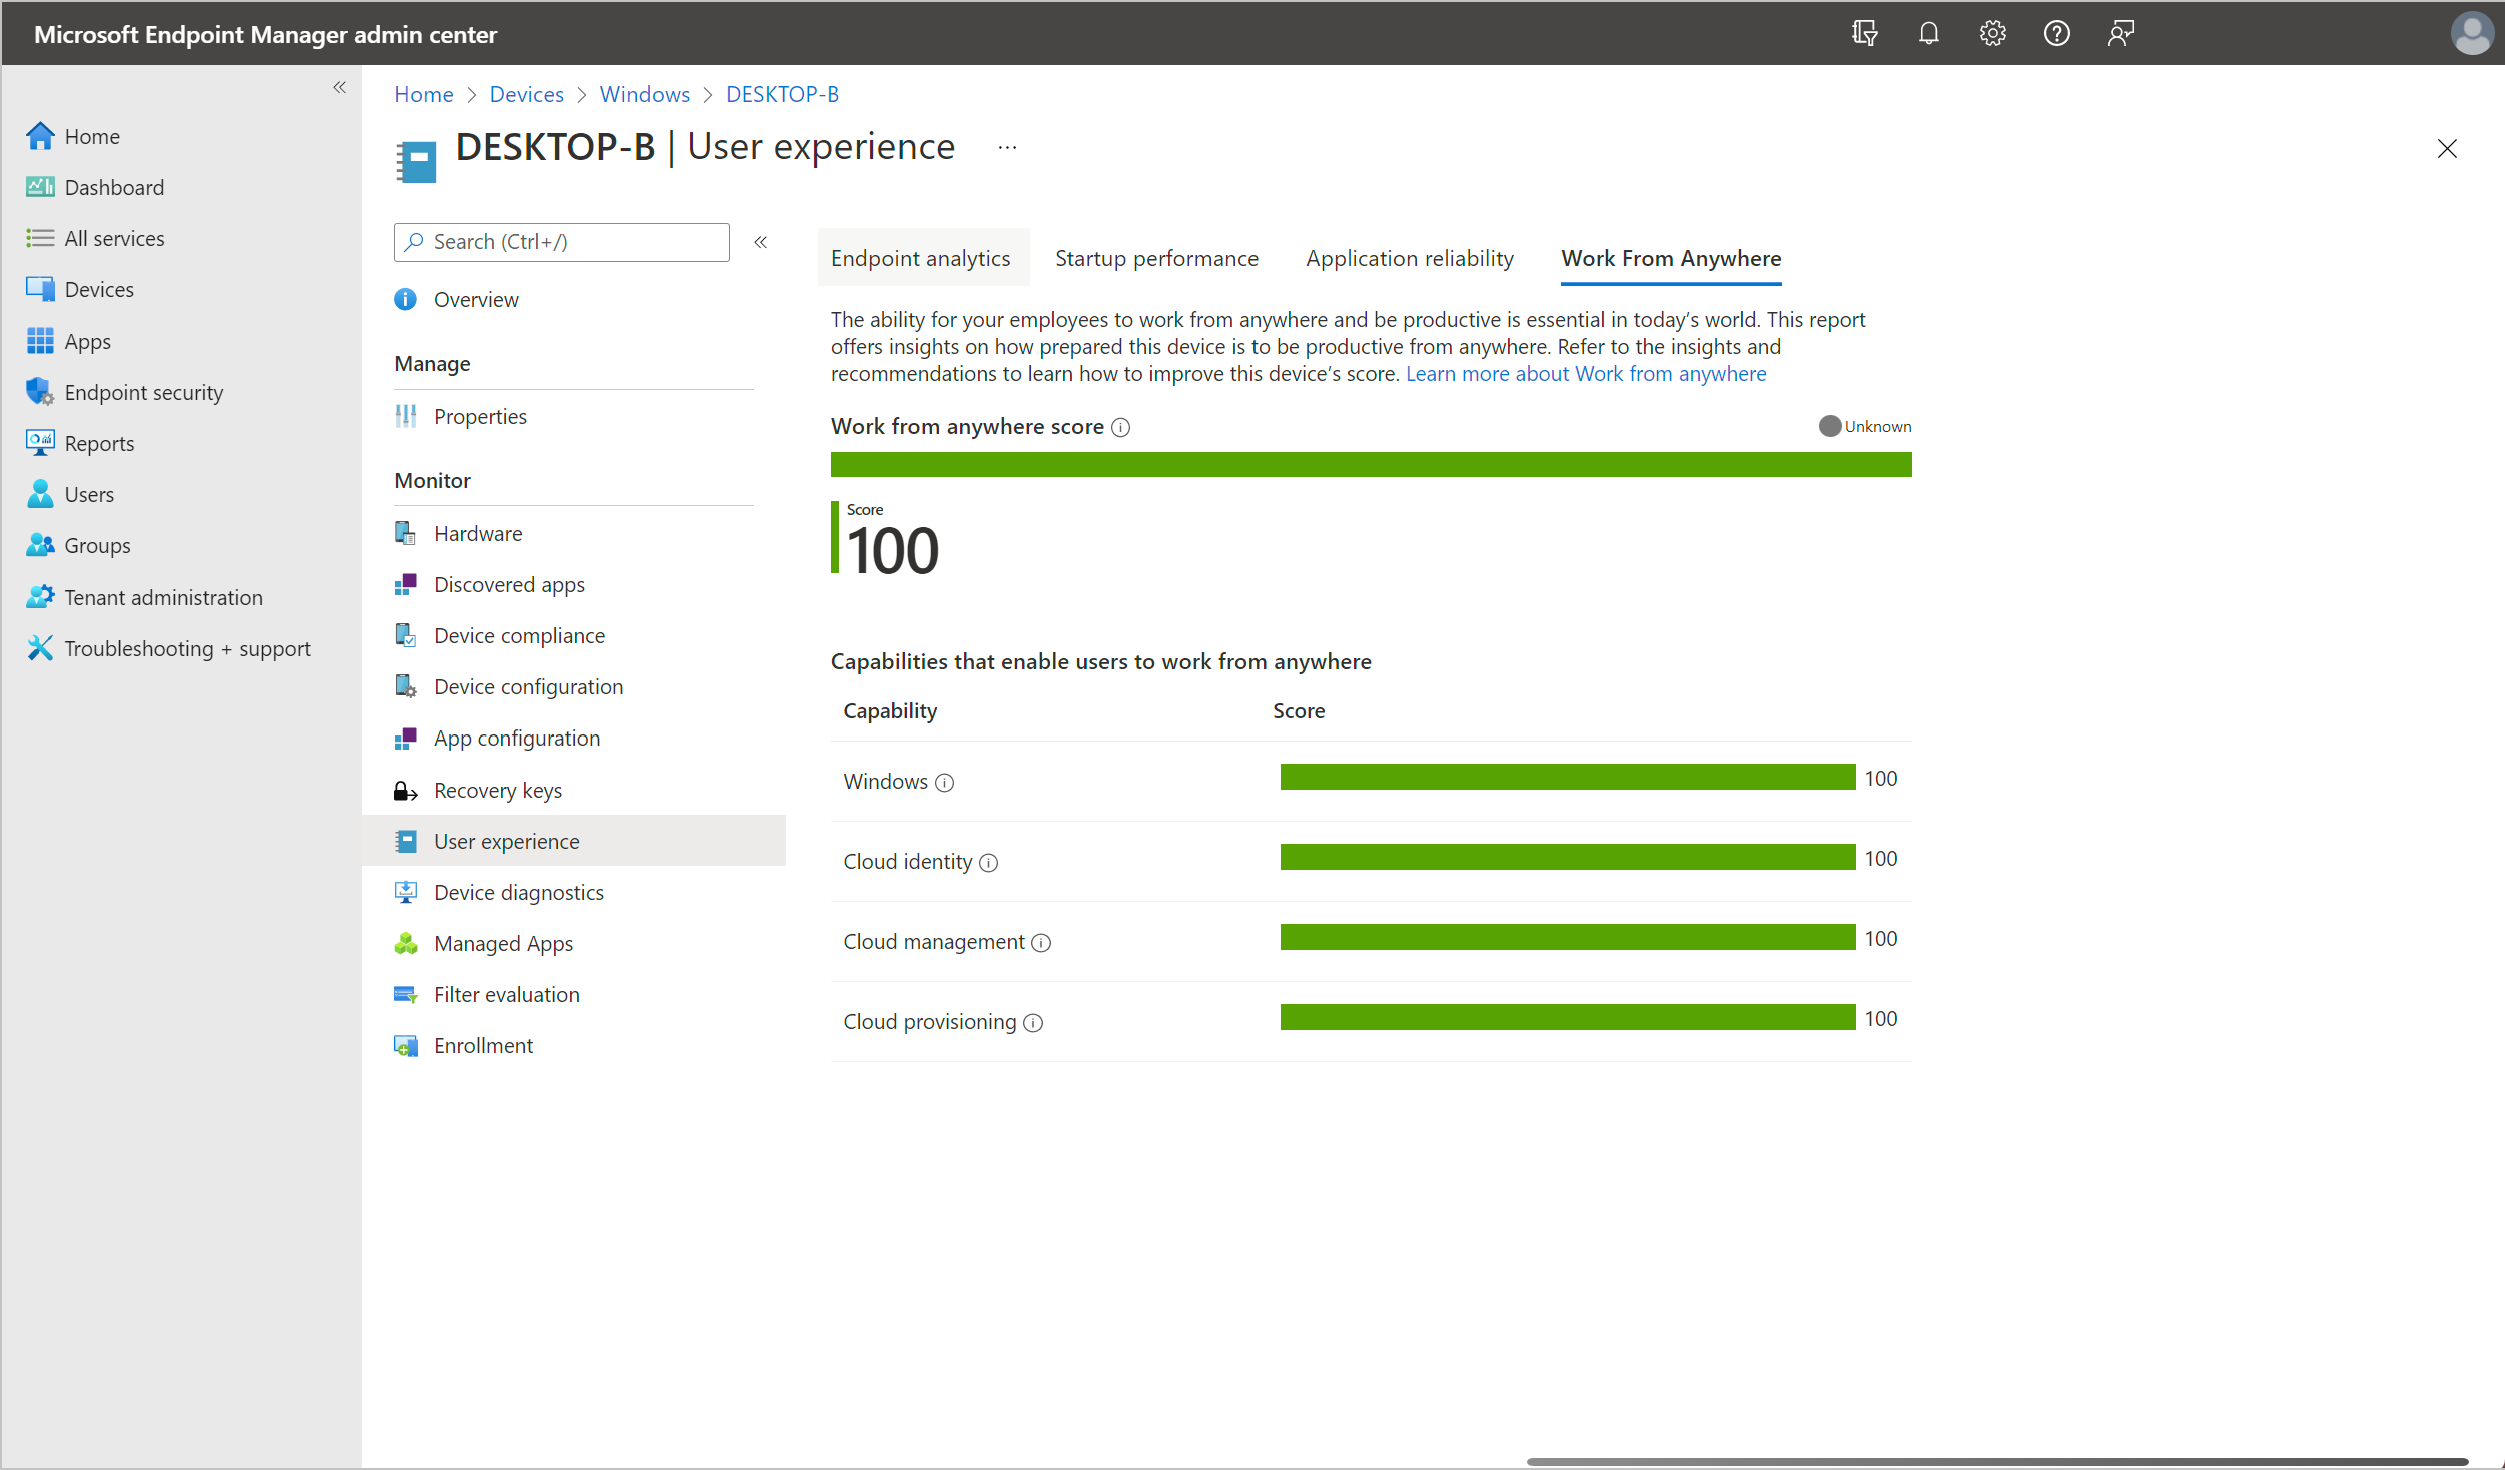 Microsoft Endpoint Manager admin center
Home
Dashboard
All services
Devices
Apps
Endpoint security
Reports
Users
Groups
Tenant administration
Troubleshooting + support
Home > Devices > Windows > DESKTOP-B
DESKTOP-B | User experience ...
Search (Ctrl+/)
Overview
Manage
Properties
Monitor
Hardware
Discovered apps
Device compliance
Device configuration
App configuration
Recovery keys
User experience
Device diagnostics
Managed Apps
Filter evaluation
Enrollment
Endpoint analytics Startup performance Application reliability Work From Anywhere
The ability for your employees to work from anywhere and be productive is essential in today's world. This report
offers insights on how prepared this device is to be productive from anywhere. Refer to the insights and
recommendations to learn how to improve this device's score. Learn more about Work from anywhere
Work from anywhere score Unknown
Score
100
Capabilities that enable users to work from anywhere
Capability Score
Windows 100
Cloud identity 100
Cloud management 100
Cloud provisioning 100